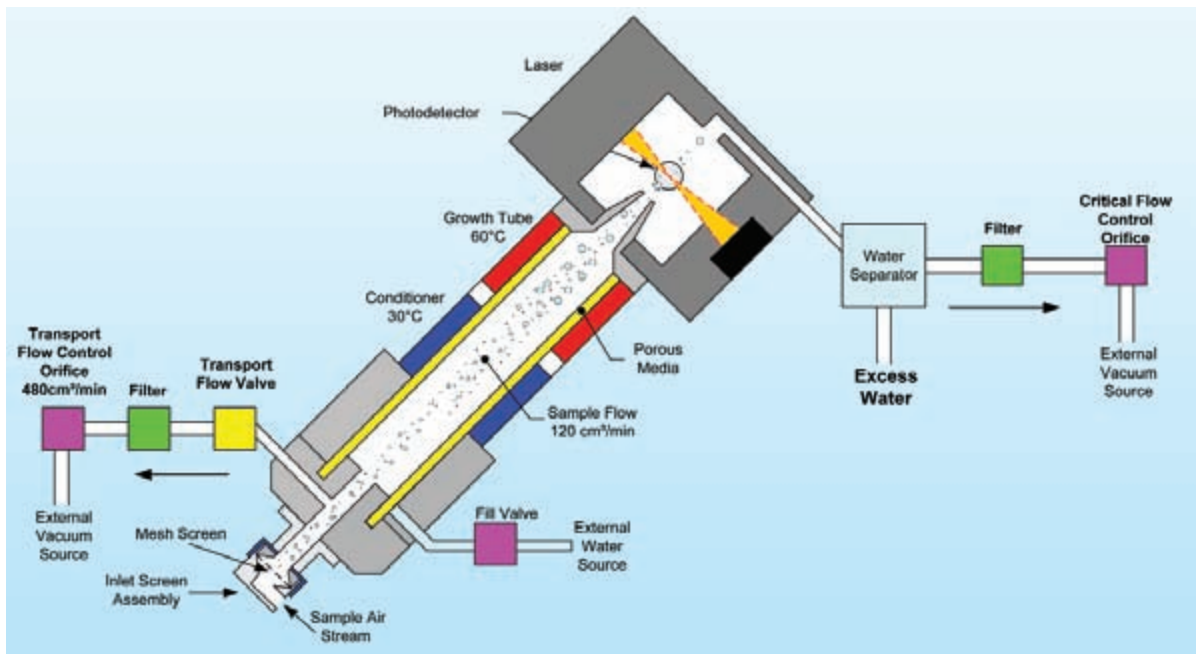 Laser
Photodetector
Growth Tube
60°C
Conditioner
30°C
Transport
Flow Control
Orifice
480cm³/min
Filter
Transport
Flow Valve
External
Vacuum
Source
Mesh Screen
Inlet Screen
Assembly
Sample Air
Stream
Fill Valve
External
Water
Source
Sample Flow
120 cm³/min
Porous
Media
Water
Separator
Excess
Water
Filter
Critical Flow
Control
Orifice
External
Vacuum
Source